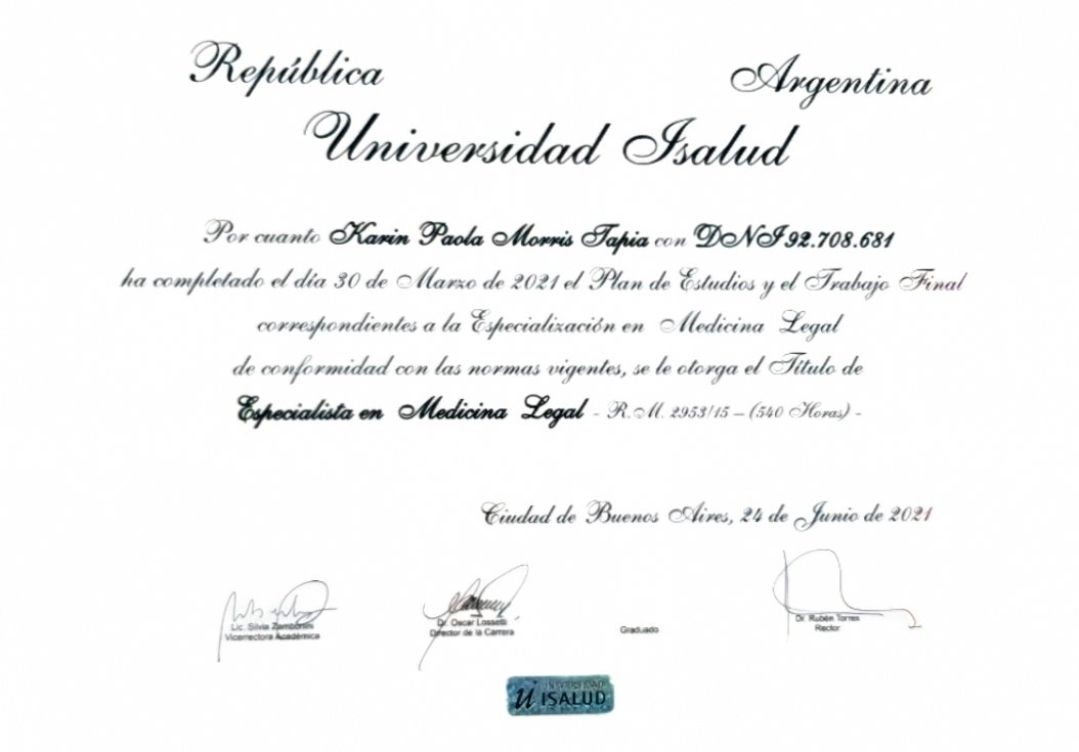 República Argentina
Universidad Isalud
Por cuanto Karin Paola Morris Tapia con DNI 92.708.681
ha completado el día 30 de Marzo de 2021 el Plan de Estudios y el Trabajo Final
correspondientes a la Especialización en Medicina Legal
de conformidad con las normas vigentes, se le otorga el Título de
Especialista en Medicina Legal - R.M. 2953/15 – (540 Horas) -
Ciudad de Buenos Aires, 24 de Junio de 2021
Lic. Silvia Zambonini
Vicerrectora Académica
Dr. Oscar Lossetti
Director de la Carrera
Graduado
Dr. Rubén Torres
Rector
UNIVERSIDAD
ISALUD